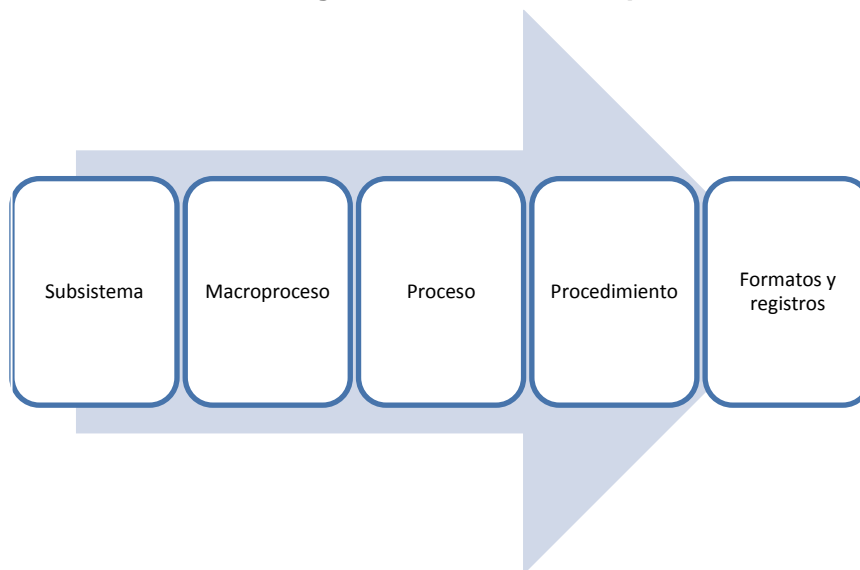 Subsistema
Macroproceso
Proceso
Procedimiento
Formatos y
registros